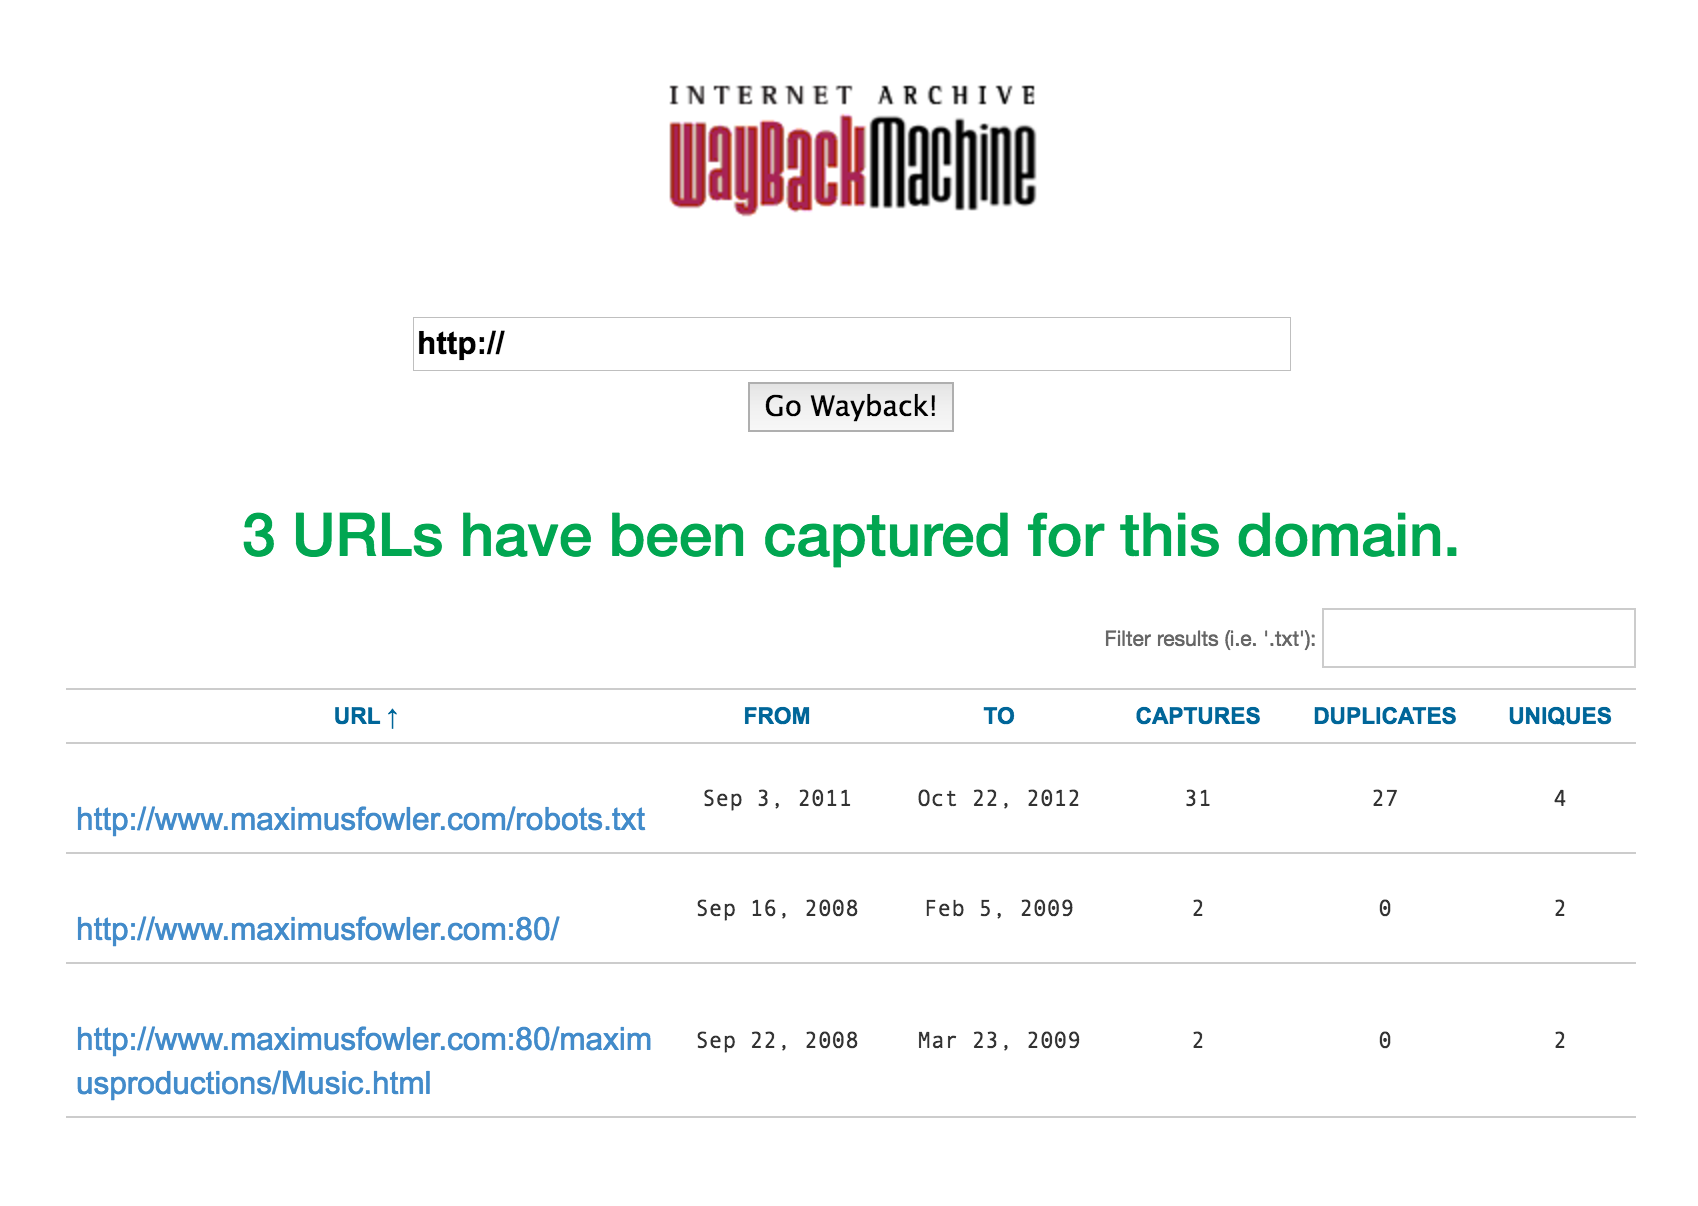 INTERNET ARCHIVE
WayBackMachine
http://
Go Wayback!
3 URLs have been captured for this domain.
Filter results (i.e. '.txt'):
URL ↑ FROM TO CAPTURES DUPLICATES UNIQUES
http://www.maximusfowler.com/robots.txt Sep 3, 2011 Oct 22, 2012 31 27 4
http://www.maximusfowler.com:80/ Sep 16, 2008 Feb 5, 2009 2 0 2
http://www.maximusfowler.com:80/maxim Sep 22, 2008 Mar 23, 2009 2 0 2
usproductions/Music.html